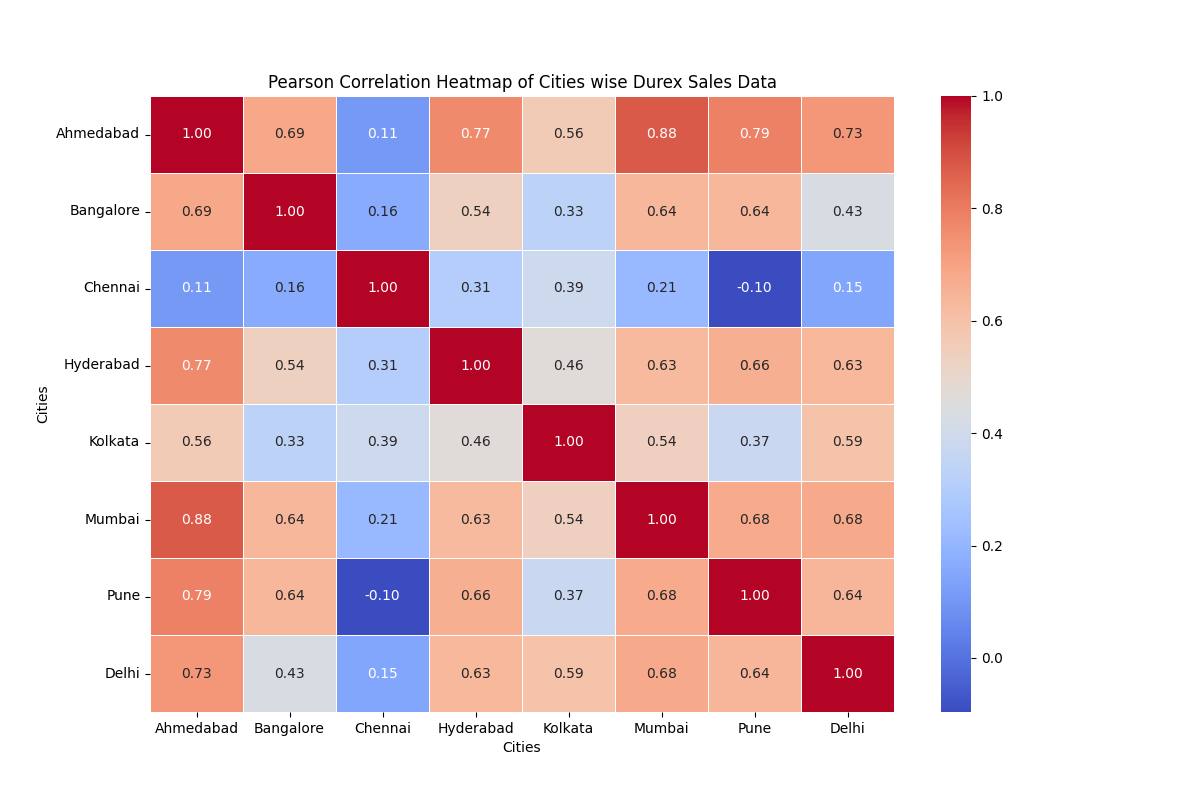 Pearson Correlation Heatmap of Cities wise Durex Sales Data
Ahmedabad 1.00 0.69 0.11 0.77 0.56 0.88 0.79 0.73
Bangalore 0.69 1.00 0.16 0.54 0.33 0.64 0.64 0.43
Chennai 0.11 0.16 1.00 0.31 0.39 0.21 -0.10 0.15
Hyderabad 0.77 0.54 0.31 1.00 0.46 0.63 0.66 0.63
Kolkata 0.56 0.33 0.39 0.46 1.00 0.54 0.37 0.59
Mumbai 0.88 0.64 0.21 0.63 0.54 1.00 0.68 0.68
Pune 0.79 0.64 -0.10 0.66 0.37 0.68 1.00 0.64
Delhi 0.73 0.43 0.15 0.63 0.59 0.68 0.64 1.00
Ahmedabad Bangalore Chennai Hyderabad Kolkata Mumbai Pune Delhi
Cities
Cities
1.0
0.8
0.6
0.4
0.2
0.0